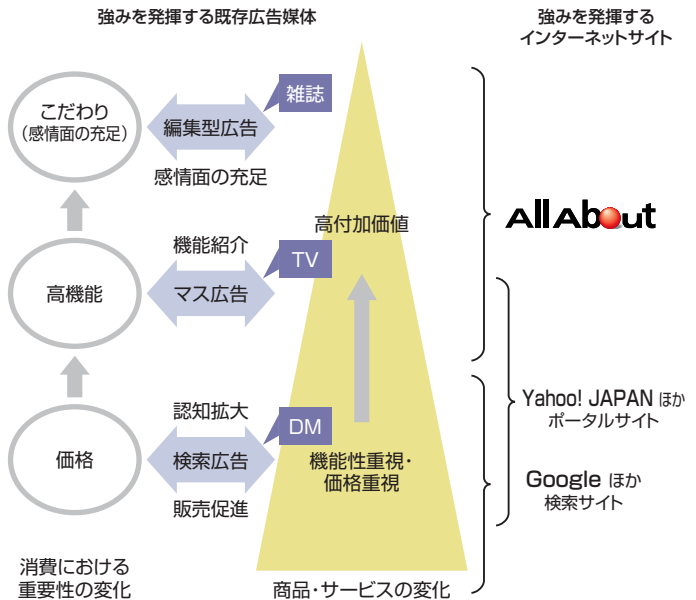 強みを発揮する既存広告媒体
強みを発揮する
インターネットサイト
こだわり
(感情面の充足)
編集型広告
雑誌
感情面の充足
高付加価値
AllAbout
機能紹介
高機能
マス広告
TV
認知拡大
価格
検索広告
DM
販売促進
機能性重視・
価格重視
Yahoo! JAPAN ほか
ポータルサイト
Google ほか
検索サイト
消費における
重要性の変化
商品・サービスの変化